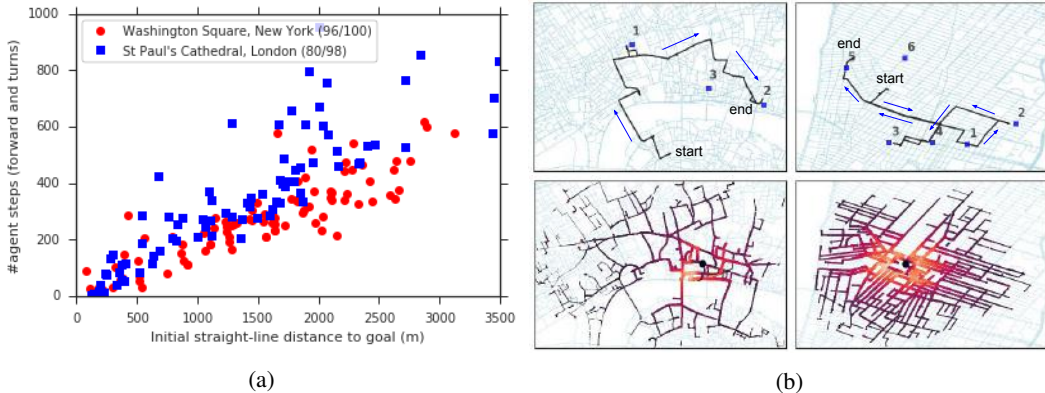 #agent steps (forward and turns)
1000
800
600
400
200
0
Washington Square, New York (96/100)
St Paul's Cathedral, London (80/98)
0 500 1000 1500 2000 2500 3000 3500
Initial straight-line distance to goal (m)
(a)
1
3
2
end
start
end
5
6
start
2
3 4 1
(b)